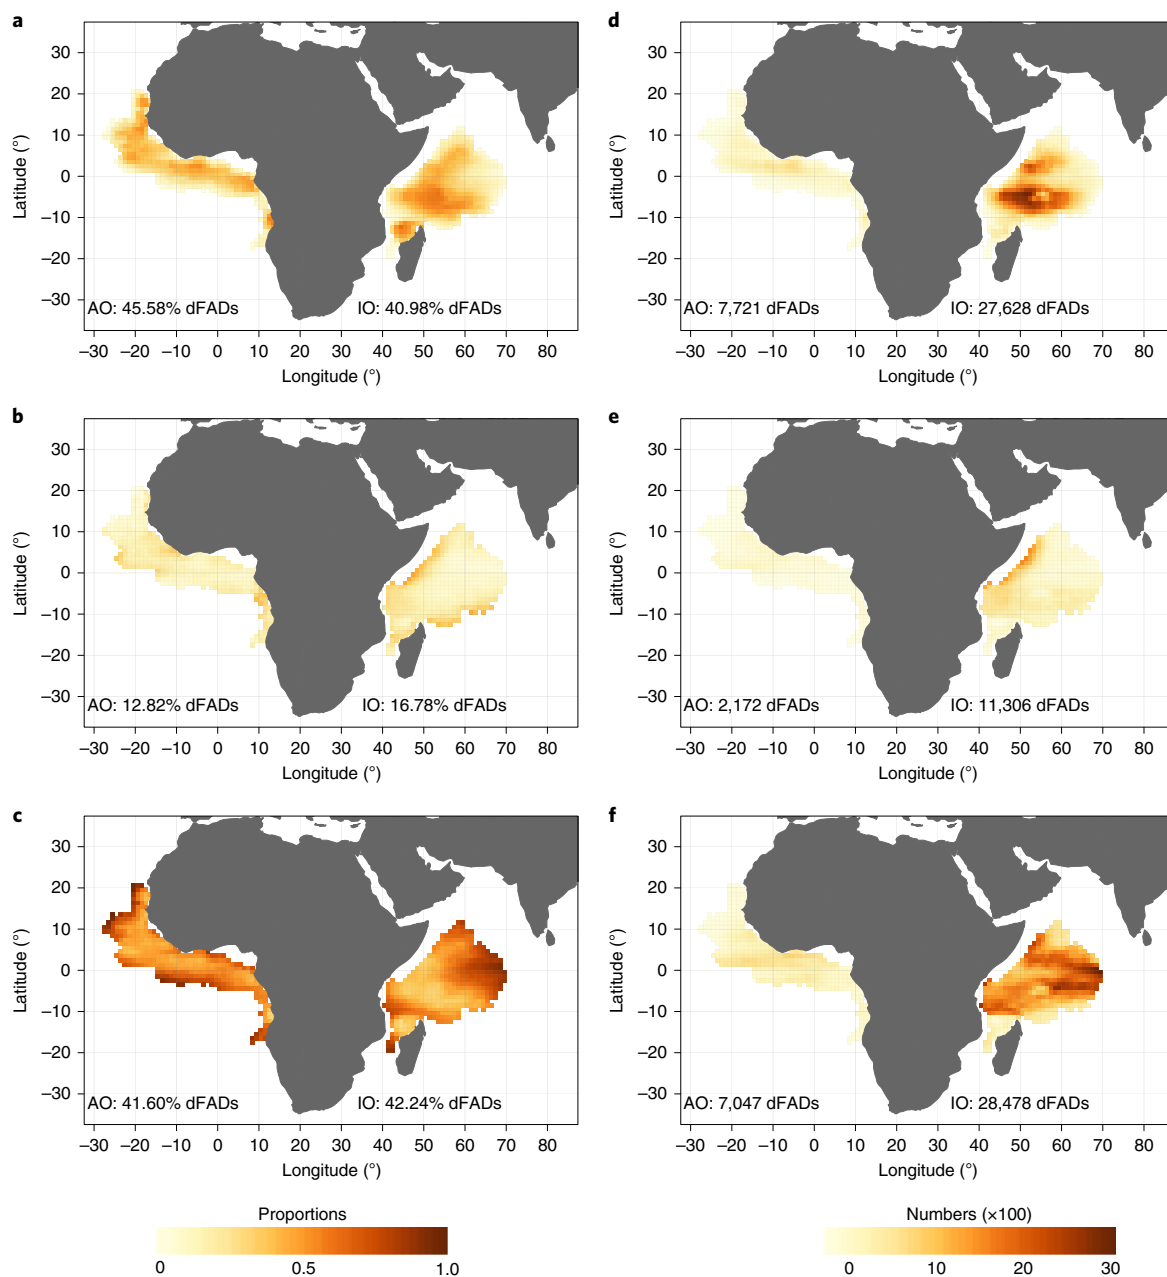 a
30
20
10
0
−10
−20
−30
Latitude (°)
AO: 45.58% dFADs
IO: 40.98% dFADs
−30 −20 −10 0 10 20 30 40 50 60 70 80
Longitude (°)
d
30
20
10
0
−10
−20
−30
Latitude (°)
AO: 7,721 dFADs
IO: 27,628 dFADs
−30 −20 −10 0 10 20 30 40 50 60 70 80
Longitude (°)
b
30
20
10
0
−10
−20
−30
Latitude (°)
AO: 12.82% dFADs
IO: 16.78% dFADs
−30 −20 −10 0 10 20 30 40 50 60 70 80
Longitude (°)
e
30
20
10
0
−10
−20
−30
Latitude (°)
AO: 2,172 dFADs
IO: 11,306 dFADs
−30 −20 −10 0 10 20 30 40 50 60 70 80
Longitude (°)
c
30
20
10
0
−10
−20
−30
Latitude (°)
AO: 41.60% dFADs
IO: 42.24% dFADs
−30 −20 −10 0 10 20 30 40 50 60 70 80
Longitude (°)
f
30
20
10
0
−10
−20
−30
Latitude (°)
AO: 7,047 dFADs
IO: 28,478 dFADs
−30 −20 −10 0 10 20 30 40 50 60 70 80
Longitude (°)
Proportions
0 0.5 1.0
Numbers (×100)
0 10 20 30